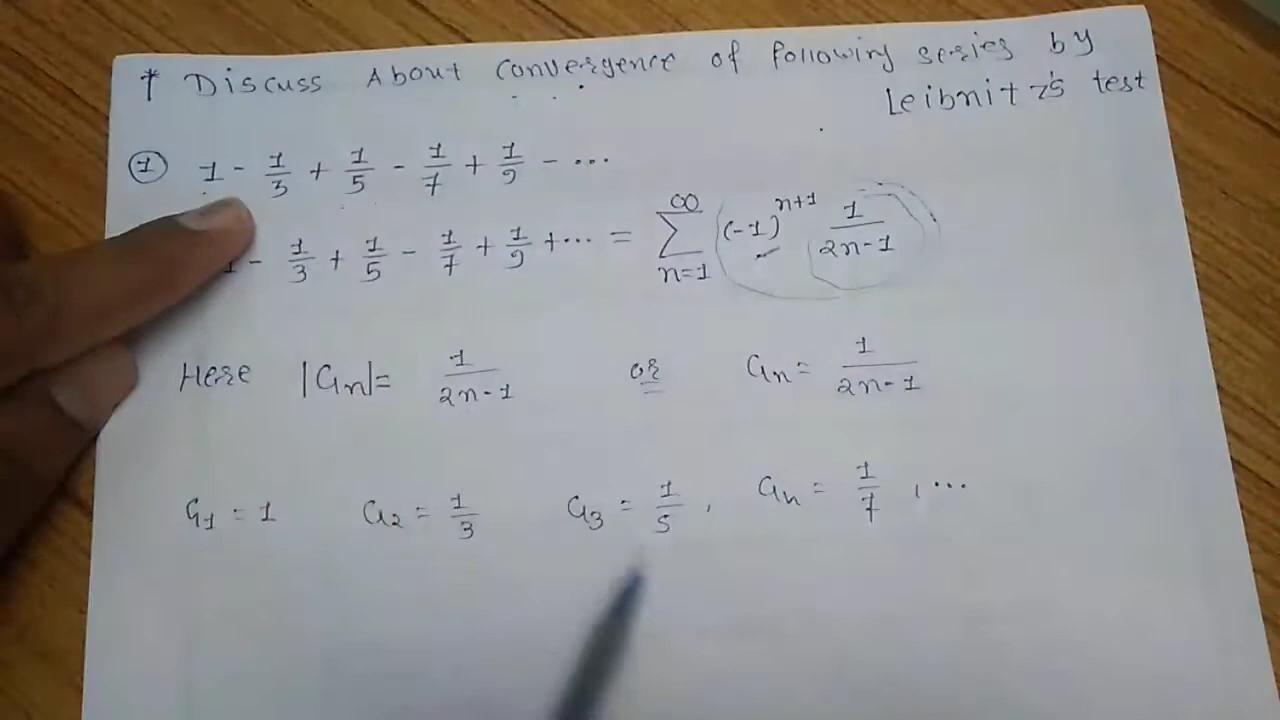 * Discuss About Convergence of following series by
Leibnitz's test
① 1 - 1/3 + 1/5 - 1/7 + 1/9 - ...
1 - 1/3 + 1/5 - 1/7 + 1/9 + ... = ∑_{n=1}^{∞} (-1)^{n+1} 1/(2n-1)
Here |an| = 1/(2n-1) or an = 1/(2n-1)
a1 = 1 a2 = 1/3 a3 = 1/5 , an = 1/7 , ...